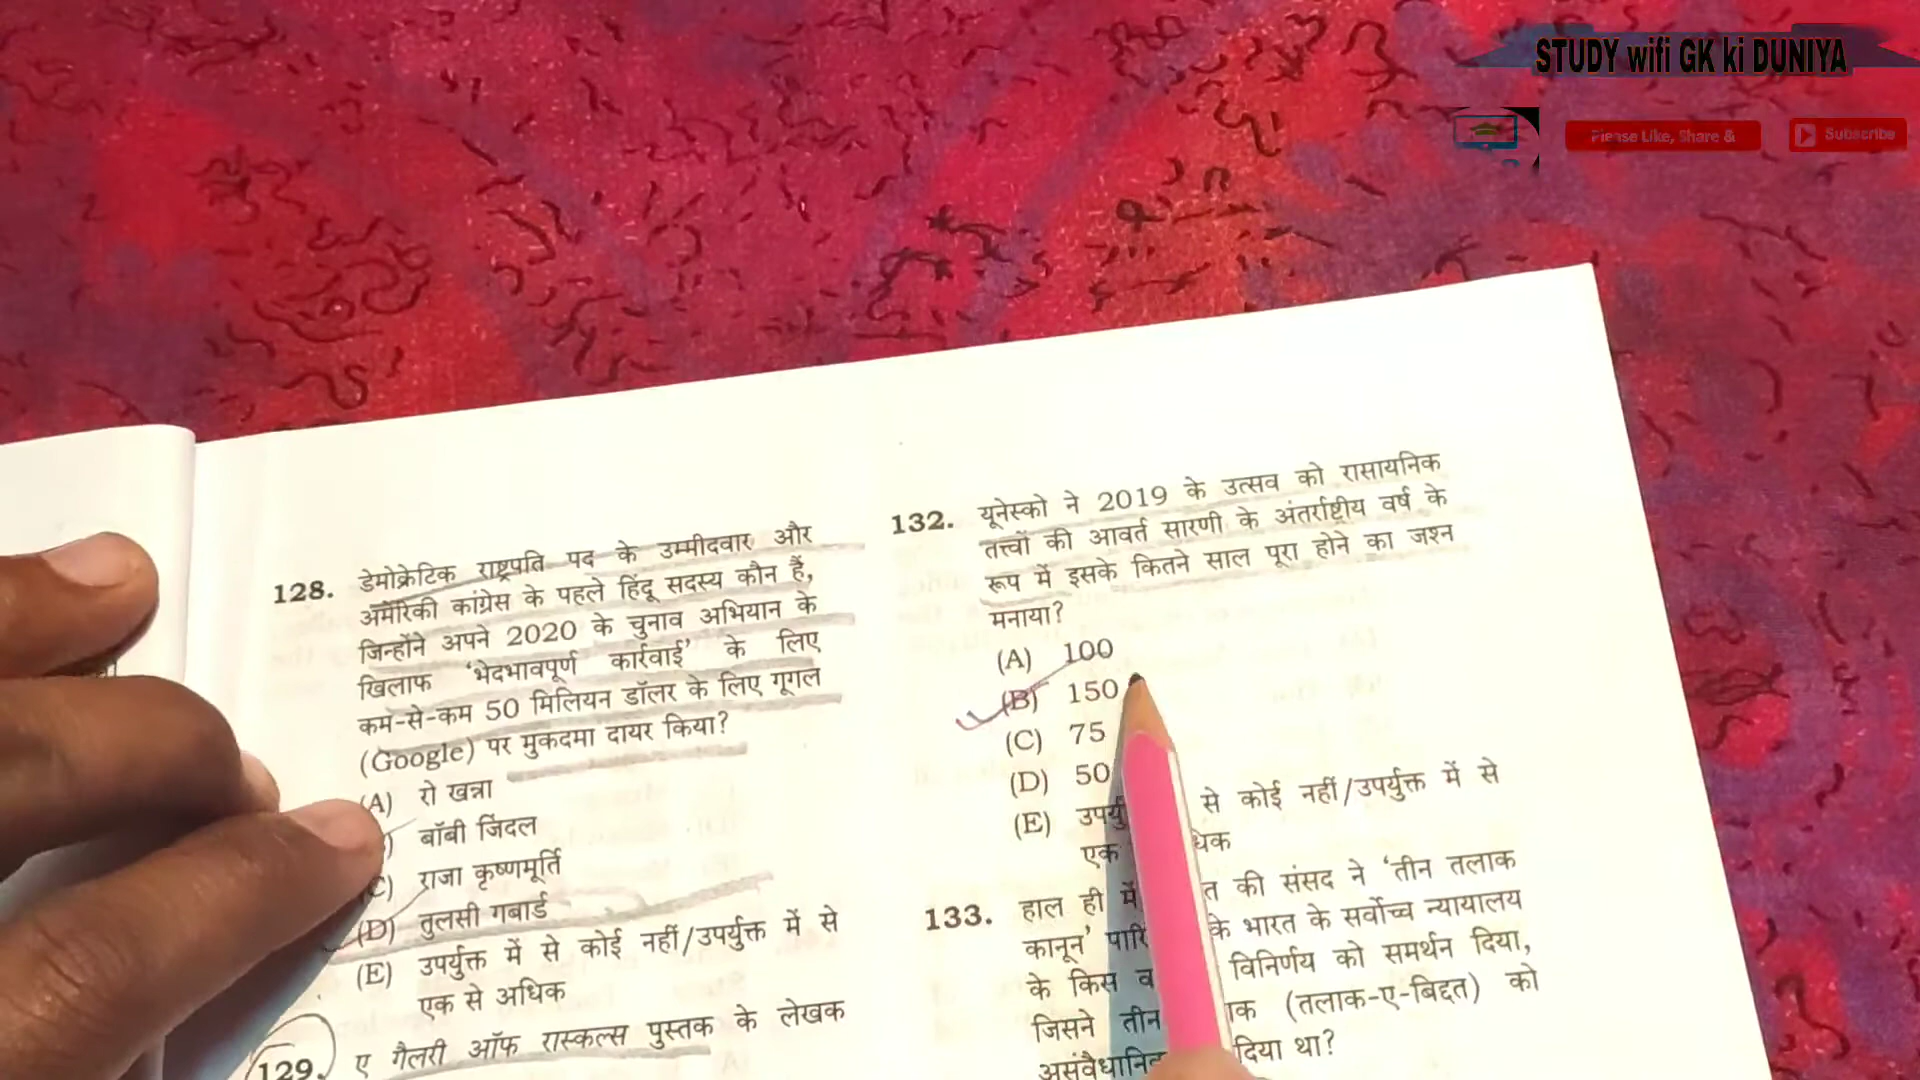 STUDY wifi GK ki DUNIYA
Please Like, Share &
Subscribe
128. डेमोक्रेटिक राष्ट्रपति पद के उम्मीदवार और
अमेरिकी कांग्रेस के पहले हिंदू सदस्य कौन हैं,
जिन्होंने अपने 2020 के चुनाव अभियान के
खिलाफ 'भेदभावपूर्ण कार्रवाई' के लिए
कम-से-कम 50 मिलियन डॉलर के लिए गूगल
(Google) पर मुकदमा दायर किया?
(A) रो खन्ना
बॉबी जिंदल
(C) राजा कृष्णमूर्ति
(D) तुलसी गबार्ड
(E) उपर्युक्त में से कोई नहीं/उपर्युक्त में से
एक से अधिक
129. ए गैलरी ऑफ रास्कल्स पुस्तक के लेखक
132. यूनेस्को ने 2019 के उत्सव को रासायनिक
तत्त्वों की आवर्त सारणी के अंतर्राष्ट्रीय वर्ष के
रूप में इसके कितने साल पूरा होने का जश्न
मनाया?
(A) 100
(B) 150
(C) 75
(D) 50
(E) से कोई नहीं/उपर्युक्त में से
एक
133. हाल ही में की संसद ने 'तीन तलाक
कानून' के भारत के सर्वोच्च न्यायालय
के किस विनिर्णय को समर्थन दिया,
जिसने तीन (तलाक-ए-बिद्दत) को
दिया था?